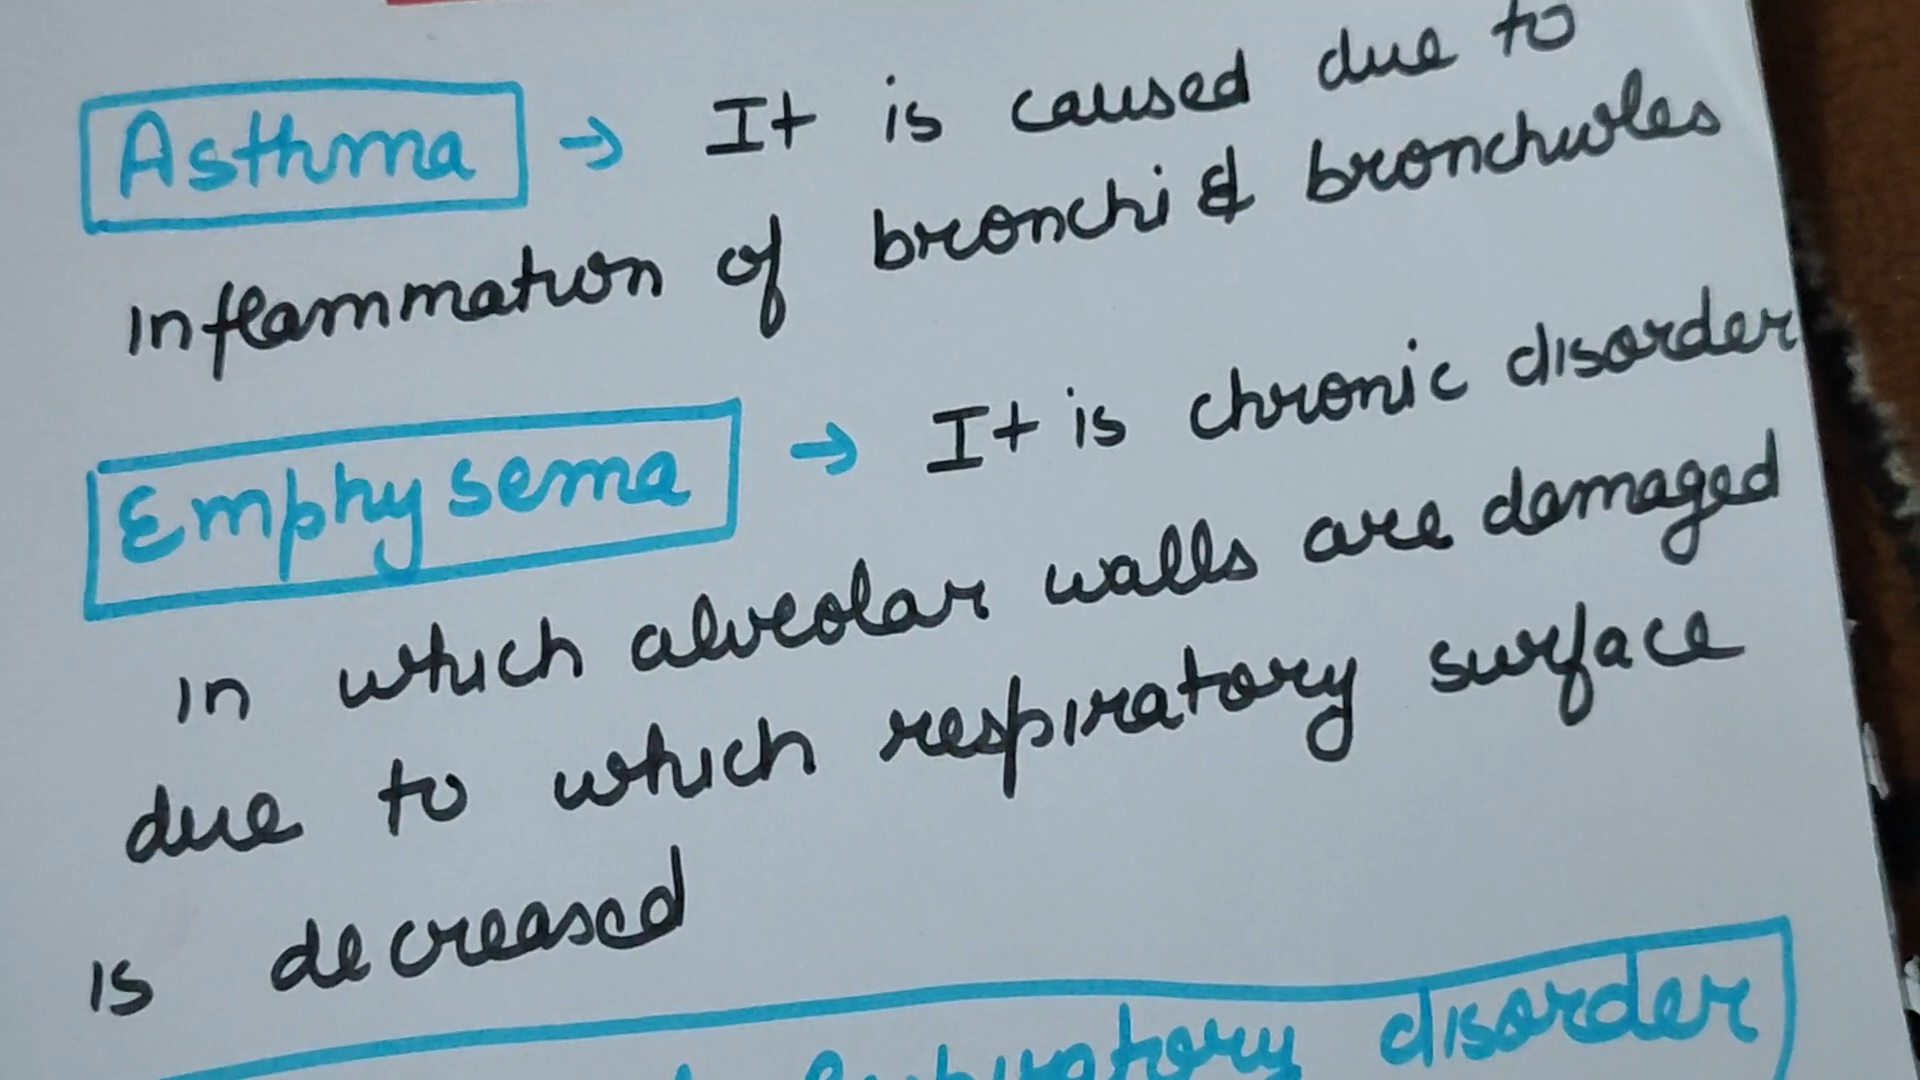 Asthma → It is caused due to
inflammation of bronchi & bronchioles
Emphysema → It is chronic disorder
in which alveolar walls are damaged
due to which respiratory surface
is decreased
Respiratory disorder